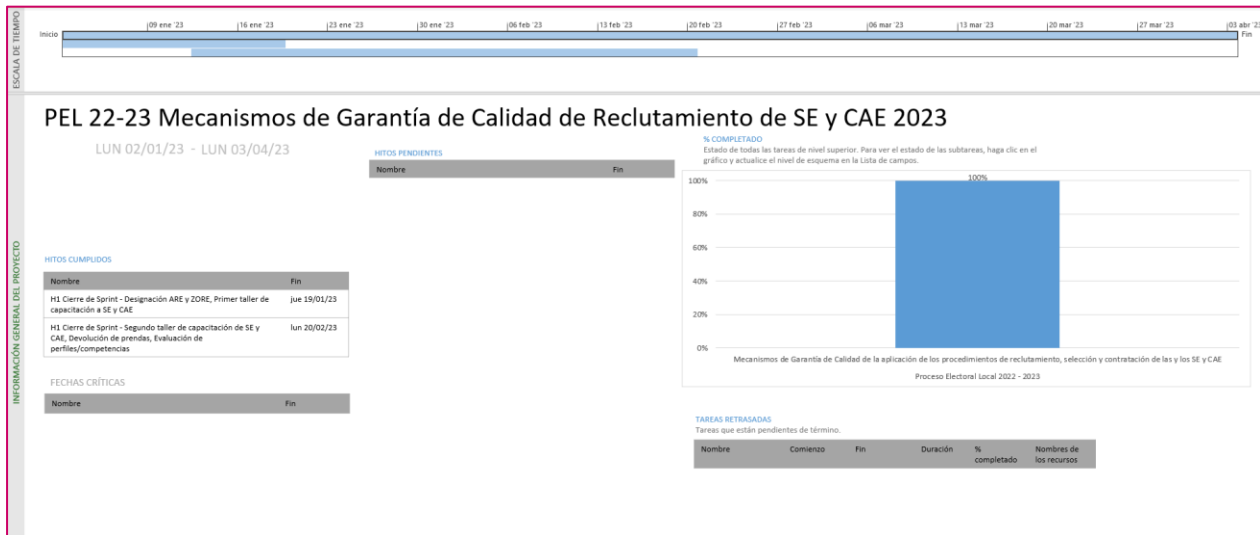 ESCALA DE TIEMPO
Inicio
09 ene '23
16 ene '23
23 ene '23
30 ene '23
06 feb '23
13 feb '23
20 feb '23
27 feb '23
06 mar '23
13 mar '23
20 mar '23
27 mar '23
03 abr '23
Fin
INFORMACIÓN GENERAL DEL PROYECTO
PEL 22-23 Mecanismos de Garantía de Calidad de Reclutamiento de SE y CAE 2023
LUN 02/01/23 - LUN 03/04/23
HITOS CUMPLIDOS
Nombre Fin
H1 Cierre de Sprint - Designación ARE y ZORE, Primer taller de jue 19/01/23
capacitación a SE y CAE
H1 Cierre de Sprint - Segundo taller de capacitación de SE y lun 20/02/23
CAE, Devolución de prendas, Evaluación de
perfiles/competencias
FECHAS CRÍTICAS
Nombre Fin
HITOS PENDIENTES
Nombre Fin
% COMPLETADO
Estado de todas las tareas de nivel superior. Para ver el estado de las subtareas, haga clic en el
gráfico y actualice el nivel de esquema en la Lista de campos.
100%
100%
80%
60%
40%
20%
0%
Mecanismos de Garantía de Calidad de la aplicación de los procedimientos de reclutamiento, selección y contratación de las y los SE y CAE
Proceso Electoral Local 2022 - 2023
TAREAS RETRASADAS
Tareas que están pendientes de término.
Nombre Comienzo Fin Duración % Nombres de
completado los recursos